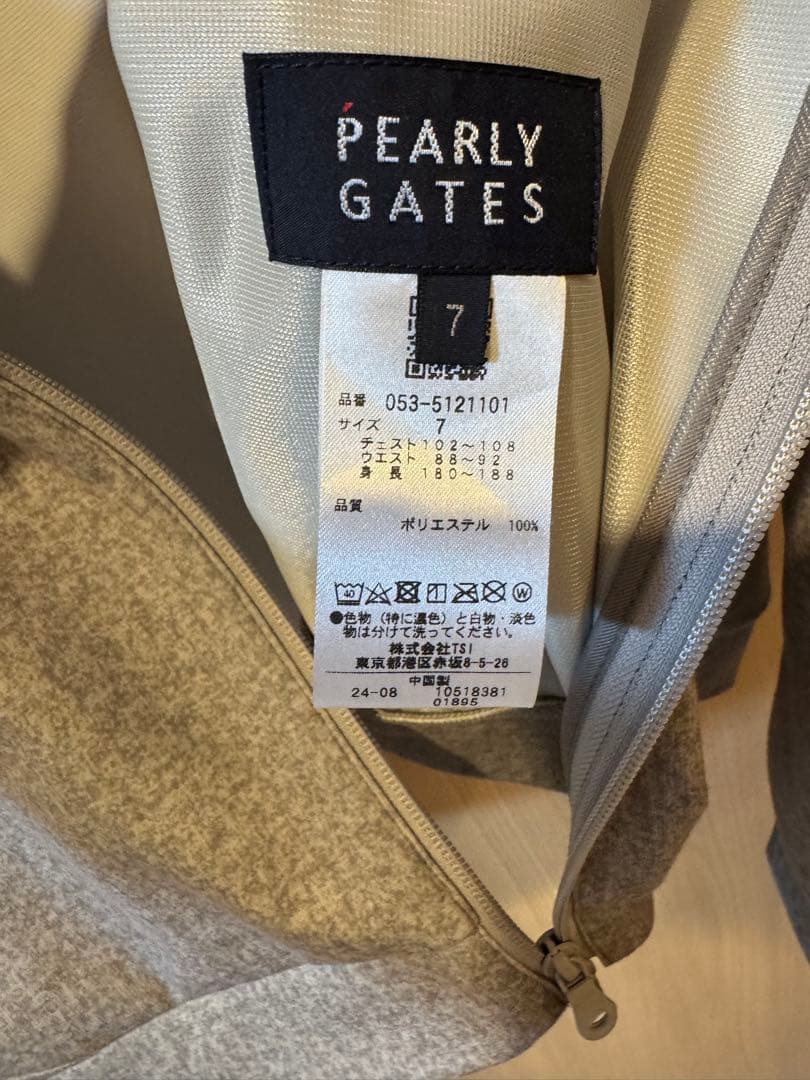 PEARLY
GATES
7
品番 053-5121101
サイズ 7
チェスト 102～108
ウエスト 88～92
身長 180～188
品質
ポリエステル 100%
40 W
●色物（特に濃色）と白物・淡色
物は分けて洗ってください。
株式会社TSI
東京都港区赤坂8-5-26
中国製
24-08 10518381
01895